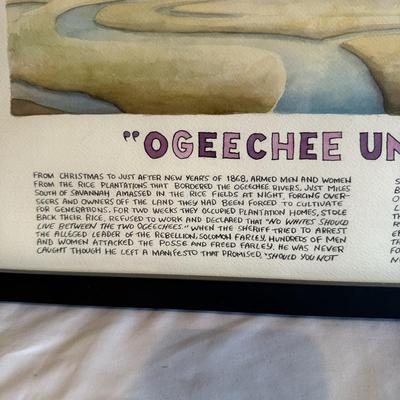 "OGEECHEE UN
FROM CHRISTMAS TO JUST AFTER NEW YEARS OF 1868, ARMED MEN AND WOMEN
FROM THE RICE PLANTATIONS THAT BORDERED THE OGEECHEE RIVERS, JUST MILES
SOUTH OF SAVANNAH AMASSED IN THE RICE FIELDS AT NIGHT, FORCING OVER-
SEERS AND OWNERS OFF THE LAND THEY HAD BEEN FORCED TO CULTIVATE
FOR GENERATIONS. FOR TWO WEEKS THEY OCCUPIED PLANTATION HOMES, STOLE
BACK THEIR RICE, REFUSED TO WORK AND DECLARED THAT "NO WHITES SHOULD
LIVE BETWEEN THE TWO OGEECHEES." WHEN THE SHERIFF TRIED TO ARREST
THE ALLEGED LEADER OF THE REBELLION, SOLOMON FARLEY, HUNDREDS OF MEN
AND WOMEN ATTACKED THE POSSE AND FREED FARLEY. HE WAS NEVER
CAUGHT THOUGH HE LEFT A MANIFESTO THAT PROMISED, "SHOULD YOU NOT